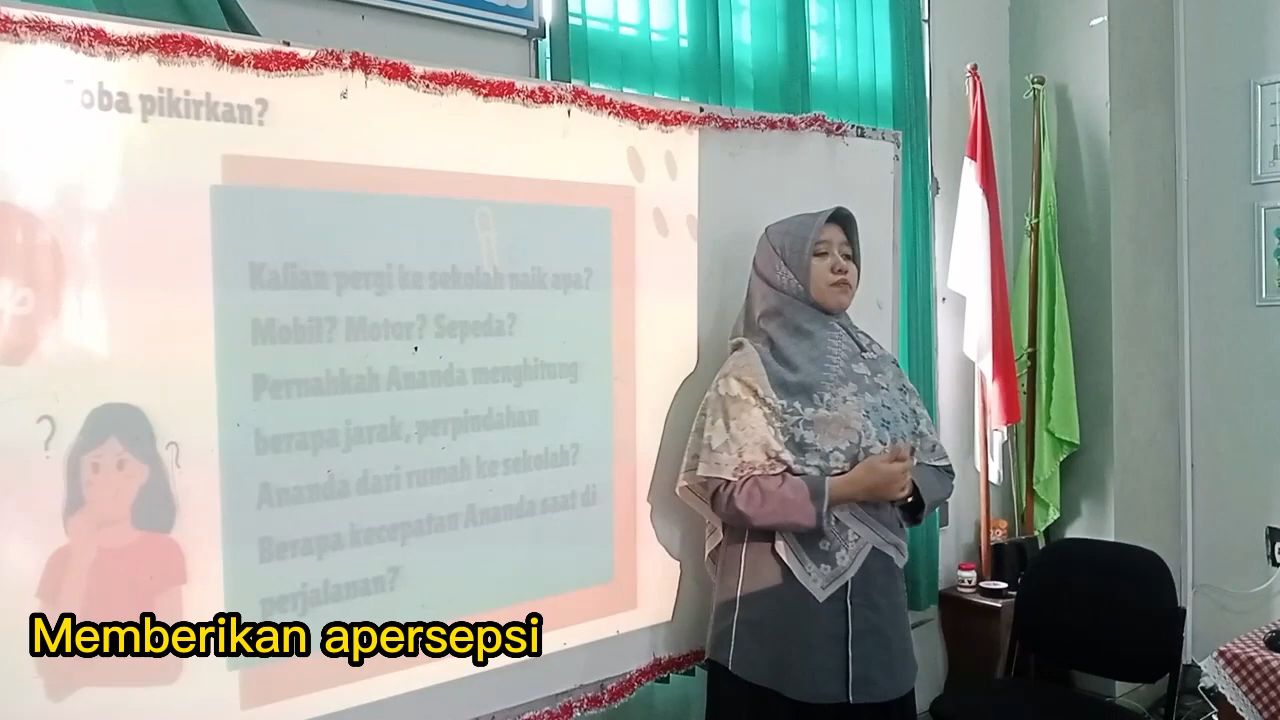 oba pikirkan?
Kalian pergi ke sekolah naik apa?
Mobil? Motor? Sepeda?
Pernahkah Ananda menghitung
berapa jarak, perpindahan
Ananda dari rumah ke sekolah?
Berapa kecepatan Ananda saat di
perjalanan?
Memberikan apersepsi